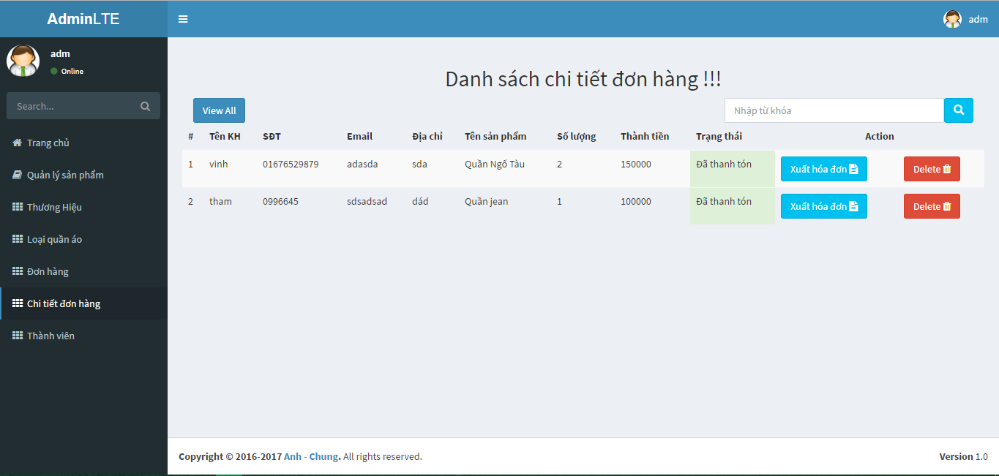 AdminLTE
adm
adm
Online
Search...
Trang chủ
Quản lý sản phẩm
Thương Hiệu
Loại quần áo
Đơn hàng
Chi tiết đơn hàng
Thành viên
Danh sách chi tiết đơn hàng !!!
View All
Nhập từ khóa
# Tên KH SĐT Email Địa chỉ Tên sản phẩm Số lượng Thành tiền Trạng thái Action
1 vinh 01676529879 adasda sda Quần Ngố Tàu 2 150000 Đã thanh tón Xuất hóa đơn Delete
2 tham 0996645 sdsadsad dád Quần jean 1 100000 Đã thanh tón Xuất hóa đơn Delete
Copyright © 2016-2017 Anh - Chung. All rights reserved. Version 1.0